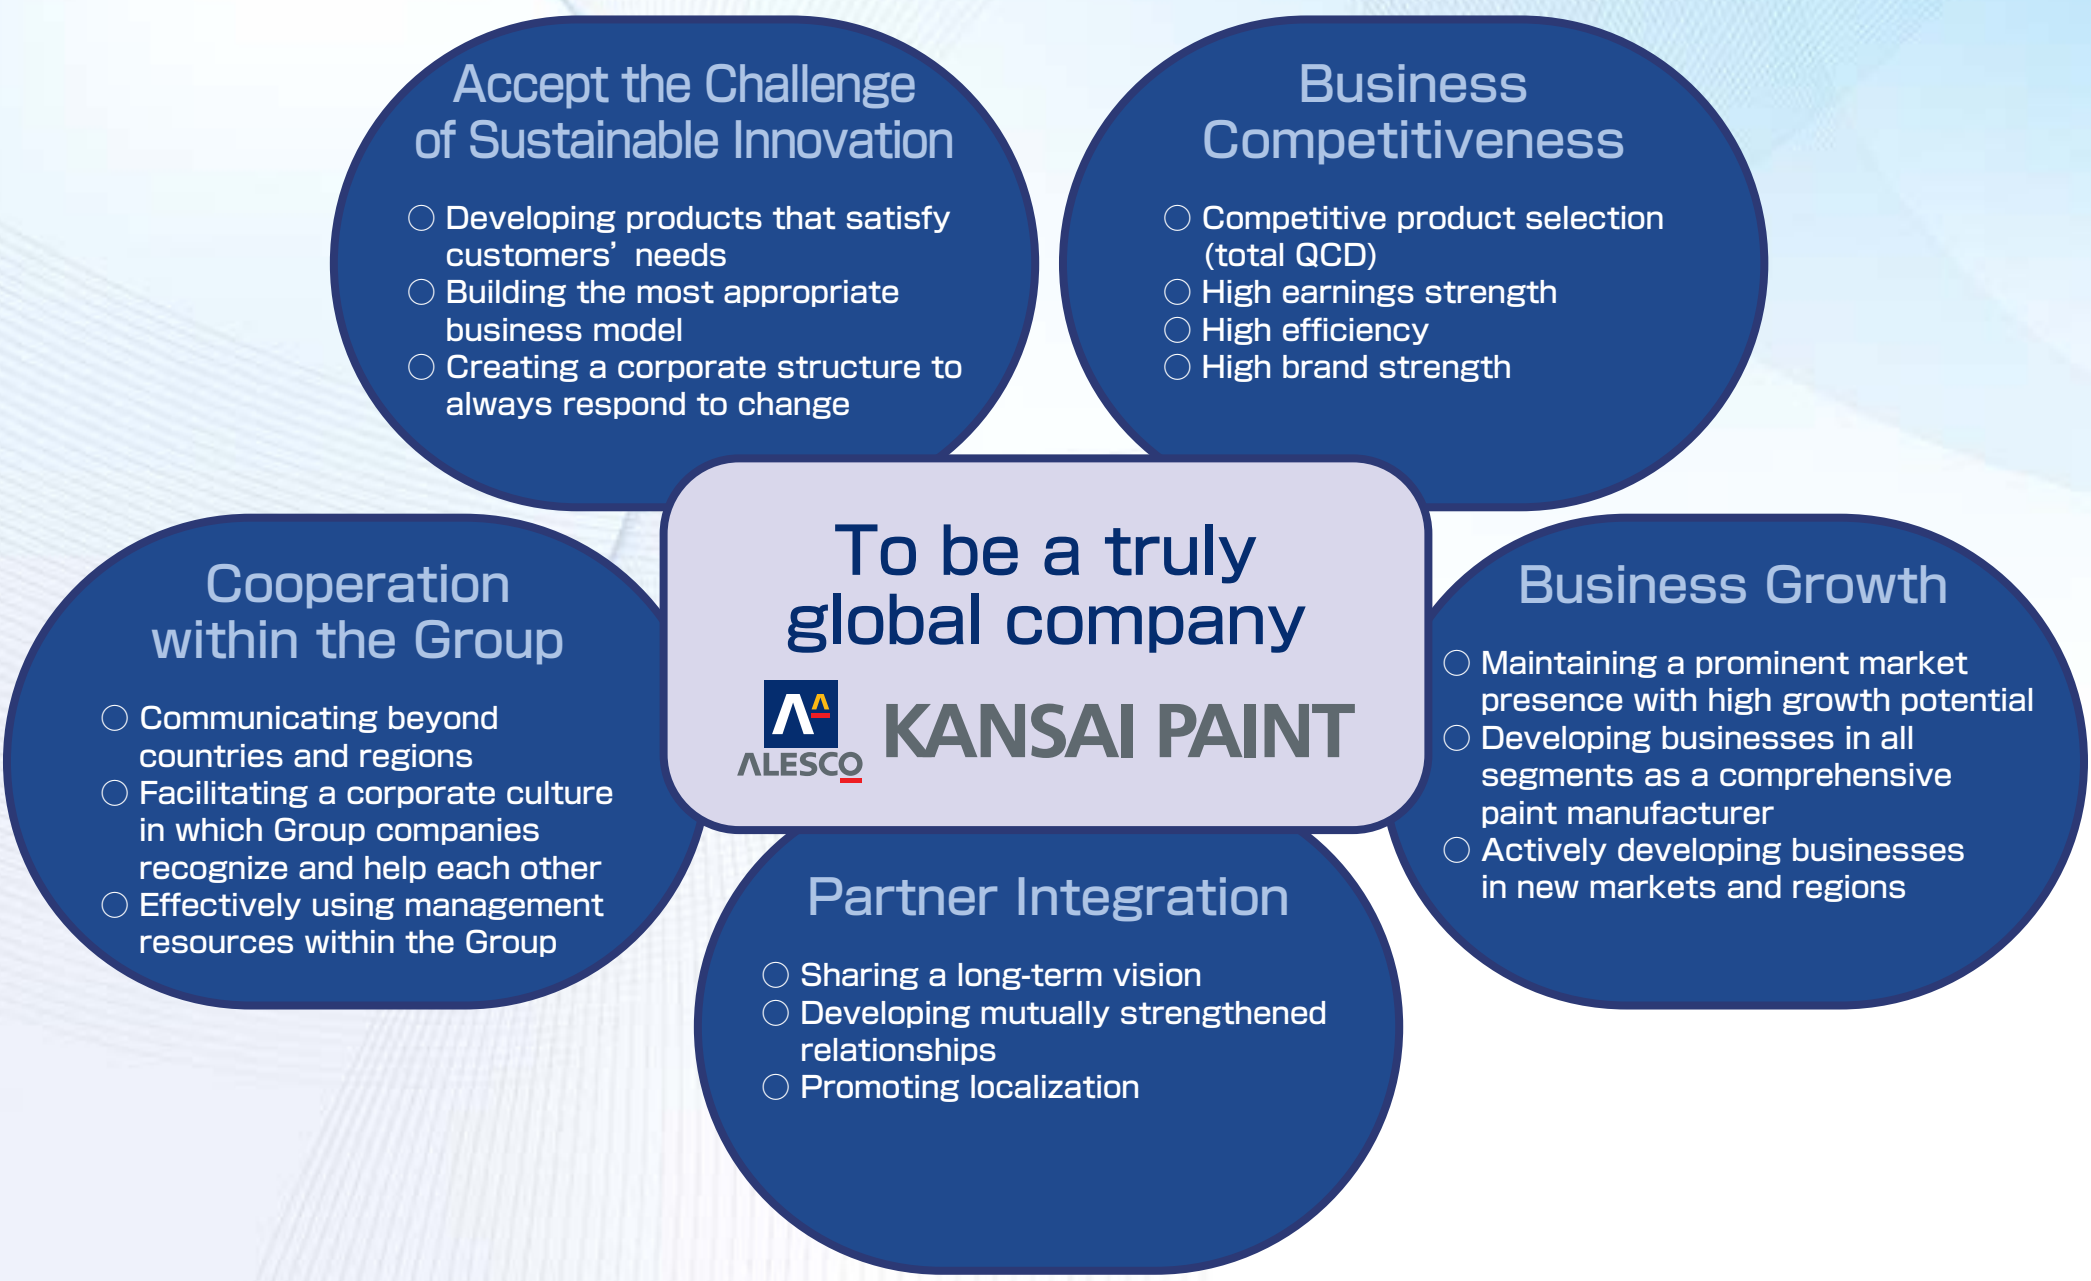 Accept the Challenge
of Sustainable Innovation
○ Developing products that satisfy
customers’ needs
○ Building the most appropriate
business model
○ Creating a corporate structure to
always respond to change
Business
Competitiveness
○ Competitive product selection
(total QCD)
○ High earnings strength
○ High efficiency
○ High brand strength
To be a truly
global company
ALESCO
KANSAI PAINT
Cooperation
within the Group
○ Communicating beyond
countries and regions
○ Facilitating a corporate culture
in which Group companies
recognize and help each other
○ Effectively using management
resources within the Group
Business Growth
○ Maintaining a prominent market
presence with high growth potential
○ Developing businesses in all
segments as a comprehensive
paint manufacturer
○ Actively developing businesses
in new markets and regions
Partner Integration
○ Sharing a long-term vision
○ Developing mutually strengthened
relationships
○ Promoting localization